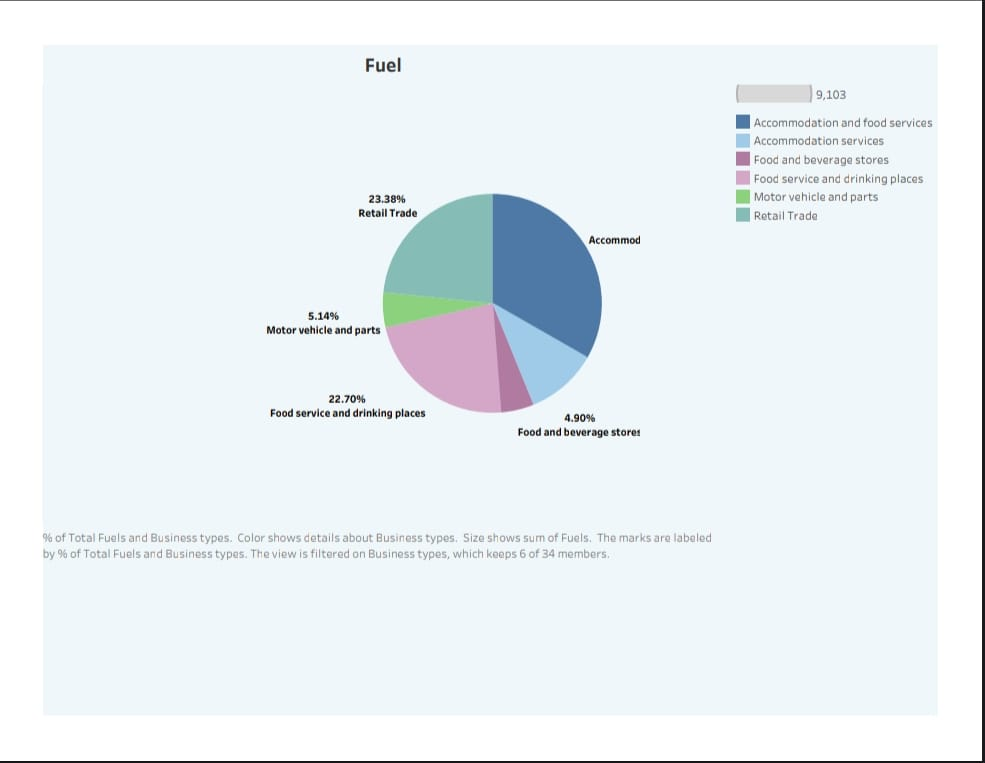 Fuel
9,103
Accommodation and food services
Accommodation services
Food and beverage stores
Food service and drinking places
Motor vehicle and parts
Retail Trade
23.38%
Retail Trade
Accommod
5.14%
Motor vehicle and parts
22.70%
Food service and drinking places
4.90%
Food and beverage stores
% of Total Fuels and Business types. Color shows details about Business types. Size shows sum of Fuels. The marks are labeled
by % of Total Fuels and Business types. The view is filtered on Business types, which keeps 6 of 34 members.